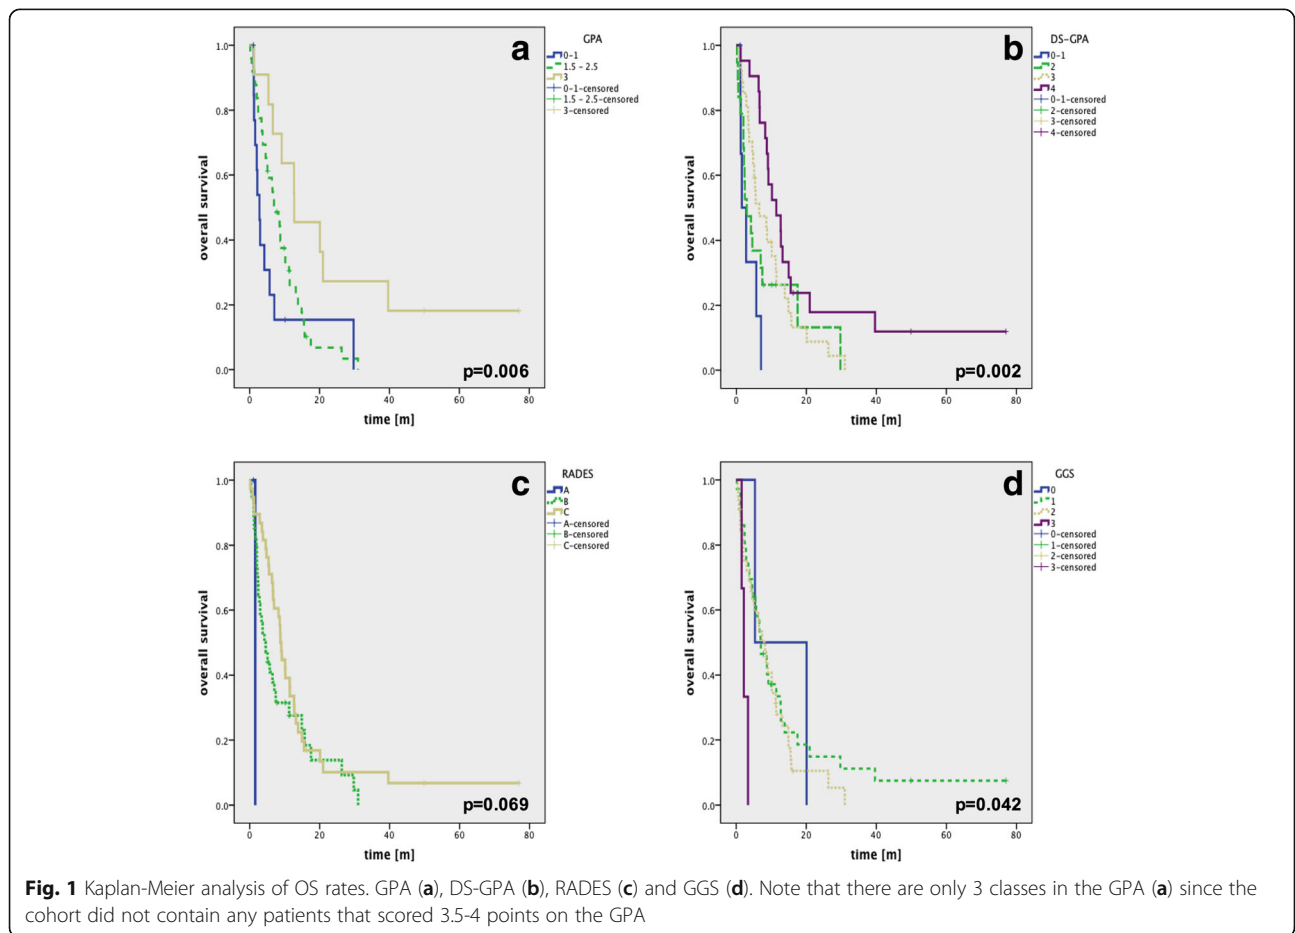 a
GPA
0-1
1.5 - 2.5
3
0-1-censored
1.5 - 2.5-censored
3-censored
overall survival
1.0
0.8
0.6
0.4
0.2
0.0
p=0.006
0 20 40 60 80
time [m]
b
DS-GPA
0-1
2
3
4
0-1-censored
2-censored
3-censored
4-censored
overall survival
1.0
0.8
0.6
0.4
0.2
0.0
p=0.002
0 20 40 60 80
time [m]
c
RADES
A
B
C
A-censored
B-censored
C-censored
overall survival
1.0
0.8
0.6
0.4
0.2
0.0
p=0.069
0 20 40 60 80
time [m]
d
GGS
0
1
2
3
0-censored
1-censored
2-censored
3-censored
overall survival
1.0
0.8
0.6
0.4
0.2
0.0
p=0.042
0 20 40 60 80
time [m]
Fig. 1 Kaplan-Meier analysis of OS rates. GPA (a), DS-GPA (b), RADES (c) and GGS (d). Note that there are only 3 classes in the GPA (a) since the
cohort did not contain any patients that scored 3.5-4 points on the GPA